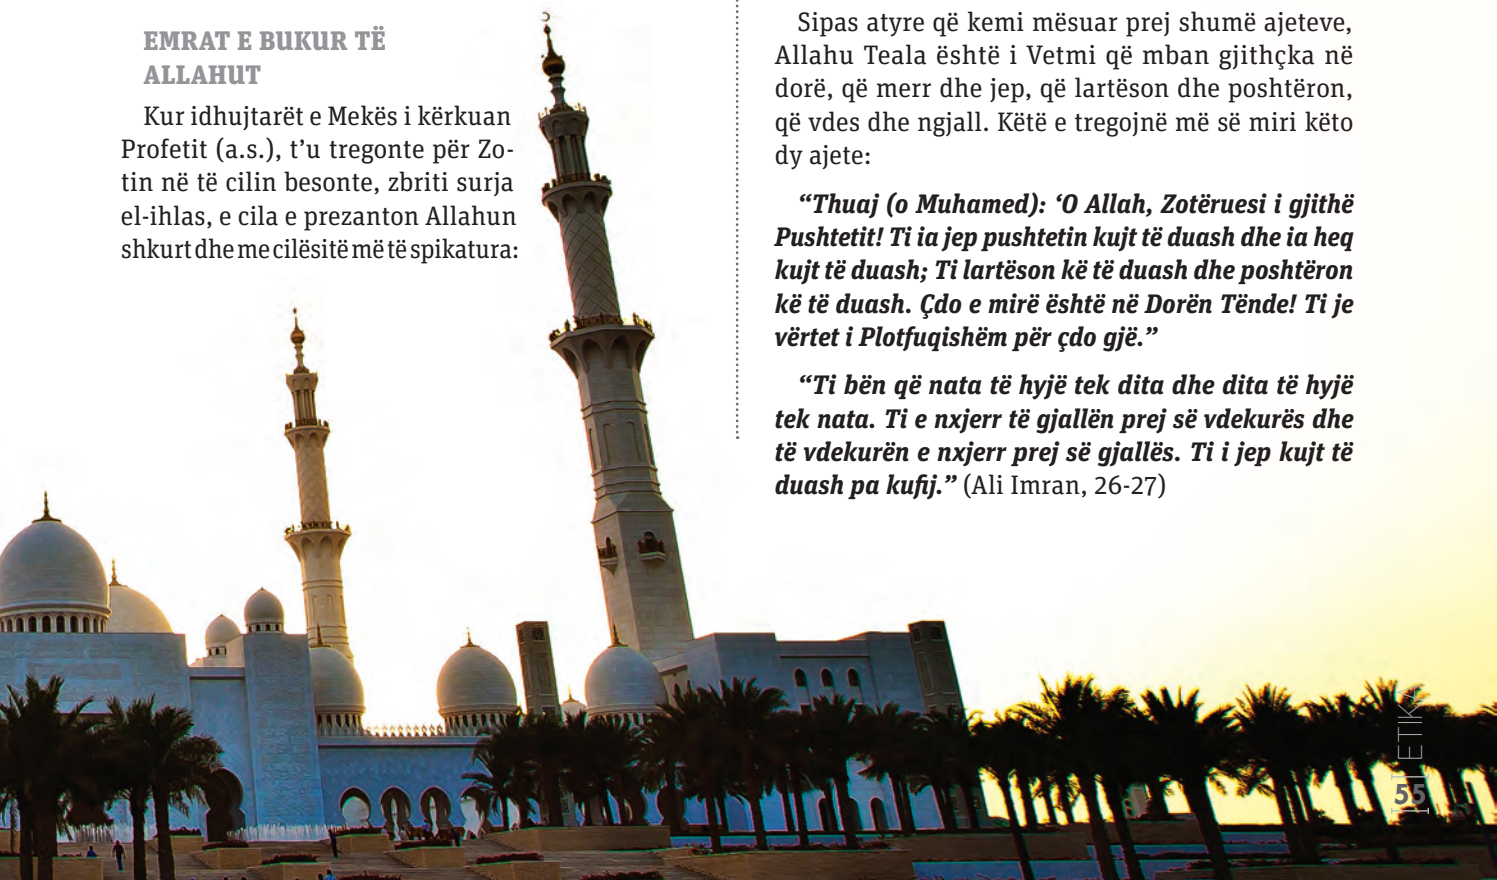 EMRAT E BUKUR TË
ALLAHUT
Kur idhujtarët e Mekës i kërkuan
Profetit (a.s.), t’u tregonte për Zo-
tin në të cilin besonte, zbriti surja
el-ihlas, e cila e prezanton Allahun
shkurt dhe me cilësitë më të spikatura:
Sipas atyre që kemi mësuar prej shumë ajeteve,
Allahu Teala është i Vetmi që mban gjithçka në
dorë, që merr dhe jep, që lartëson dhe poshtëron,
që vdes dhe ngjall. Këtë e tregojnë më së miri këto
dy ajete:
“Thuaj (o Muhamed): ‘O Allah, Zotëruesi i gjithë
Pushtetit! Ti ia jep pushtetin kujt të duash dhe ia heq
kujt të duash; Ti lartëson kë të duash dhe poshtëron
kë të duash. Çdo e mirë është në Dorën Tënde! Ti je
vërtet i Plotfuqishëm për çdo gjë.”
“Ti bën që nata të hyjë tek dita dhe dita të hyjë
tek nata. Ti e nxjerr të gjallën prej së vdekurës dhe
të vdekurën e nxjerr prej së gjallës. Ti i jep kujt të
duash pa kufij.” (Ali Imran, 26-27)
ETIKA
55